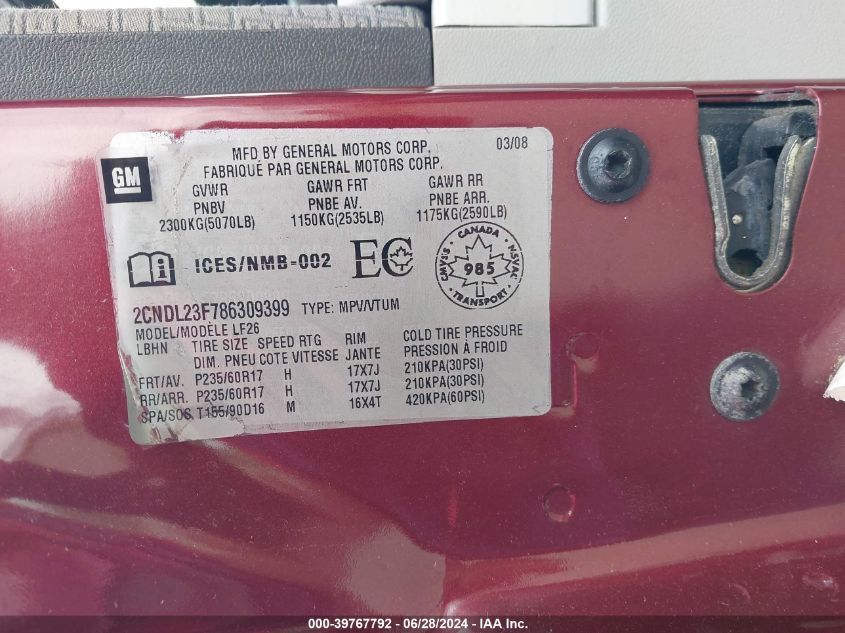 MFD BY GENERAL MOTORS CORP. 03/08
FABRIQUÉ PAR GENERAL MOTORS CORP.
GM
GVWR GAWR FRT GAWR RR
PNBV PNBE AV. PNBE ARR.
2300KG(5070LB) 1150KG(2535LB) 1175KG(2590LB)
ICES/NMB-002 EC
CANADA
CMVSS 985 NSVAC
TRANSPORT
2CNDL23F786309399 TYPE: MPV/VTUM
MODEL/MODÈLE LF26
LBHN TIRE SIZE SPEED RTG RIM COLD TIRE PRESSURE
DIM. PNEU COTE VITESSE JANTE PRESSION À FROID
FRT/AV. P235/60R17 H 17X7J 210KPA(30PSI)
RR/ARR. P235/60R17 H 17X7J 210KPA(30PSI)
SPA/SOS T155/90D16 M 16X4T 420KPA(60PSI)
000-39767792 / 06/28/2024 - IAA Inc.